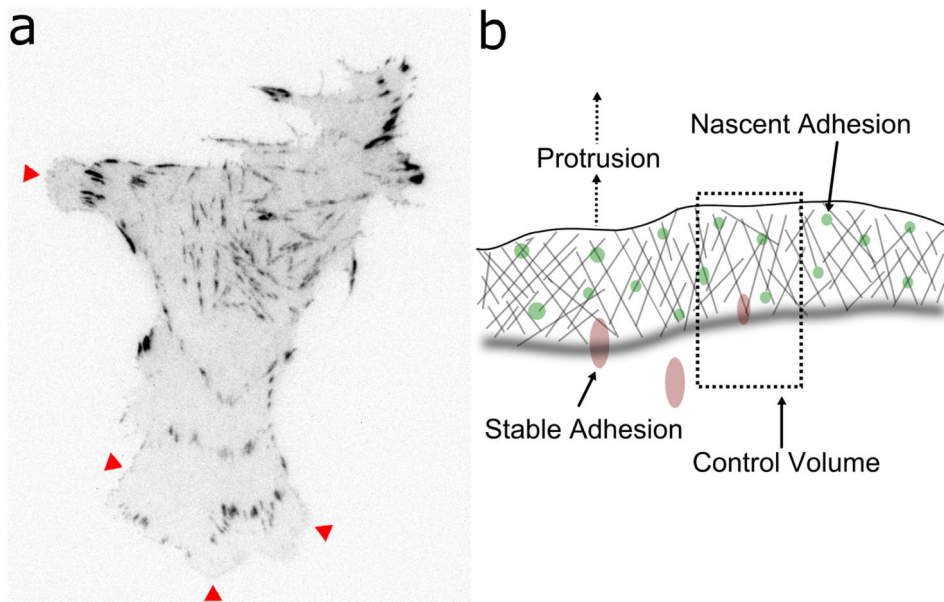 a
b
Nascent Adhesion
Protrusion
Stable Adhesion
Control Volume